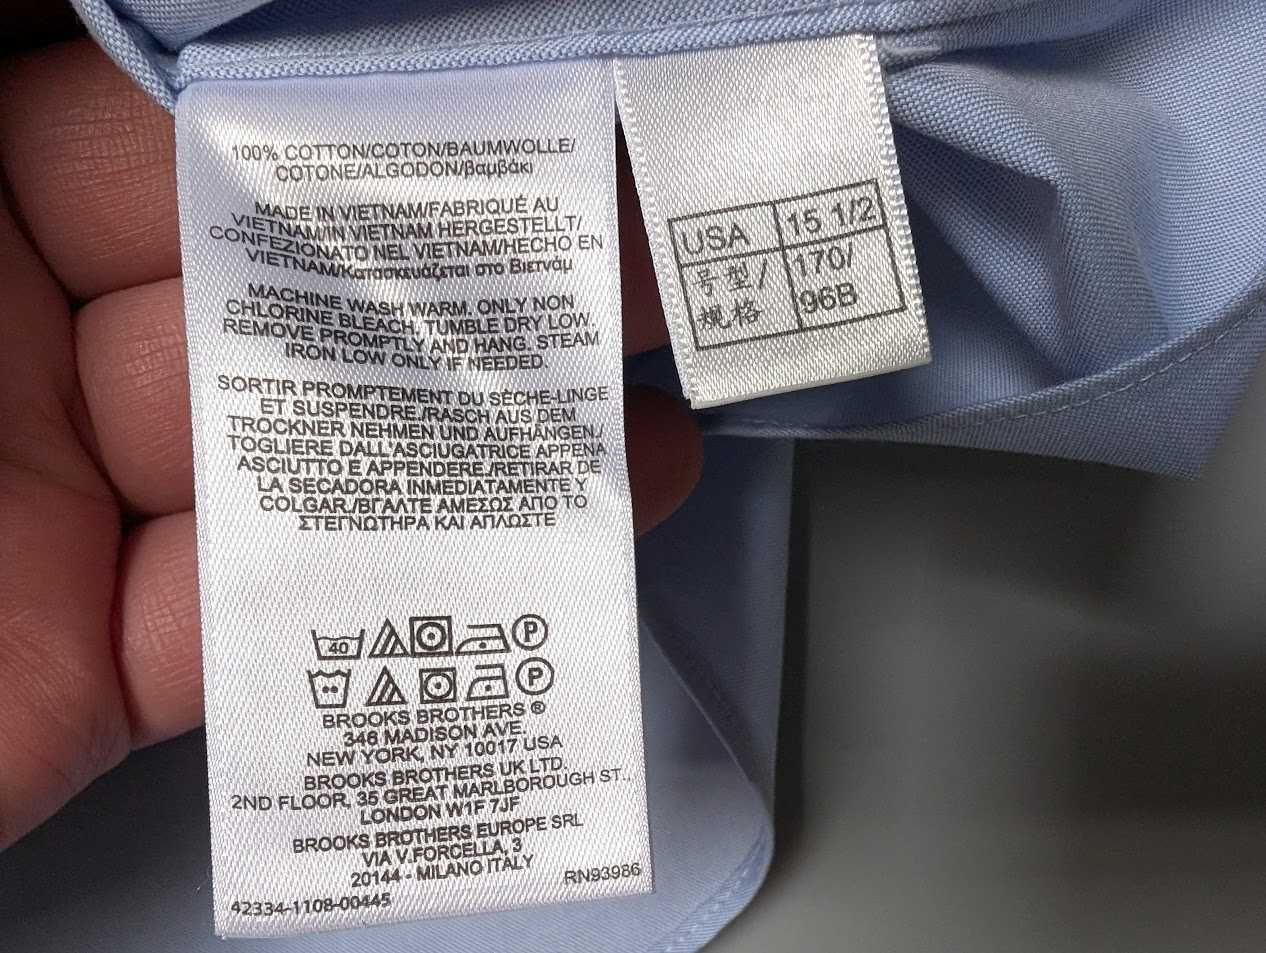 100% COTTON/COTON/BAUMWOLLE/
COTONE/ALGODON/βαμβάκι
MADE IN VIETNAM/FABRIQUÉ AU
VIETNAM/IN VIETNAM HERGESTELLT/
CONFEZIONATO NEL VIETNAM/HECHO EN
VIETNAM/Κατασκευάζεται στο Βιετνάμ
MACHINE WASH WARM. ONLY NON
CHLORINE BLEACH. TUMBLE DRY LOW.
REMOVE PROMPTLY AND HANG. STEAM
IRON LOW ONLY IF NEEDED.
SORTIR PROMPTEMENT DU SÈCHE-LINGE
ET SUSPENDRE./RASCH AUS DEM
TROCKNER NEHMEN UND AUFHÄNGEN./
TOGLIERE DALL'ASCIUGATRICE APPENA
ASCIUTTO E APPENDERE./RETIRAR DE
LA SECADORA INMEDIATAMENTE Y
COLGAR./ΒΓΑΛΤΕ ΑΜΕΣΩΣ ΑΠΟ ΤΟ
ΣΤΕΓΝΩΤΗΡΑ ΚΑΙ ΑΠΛΩΣΤΕ
40 P
P
BROOKS BROTHERS ®
346 MADISON AVE.
NEW YORK, NY 10017 USA
BROOKS BROTHERS UK LTD.
2ND FLOOR, 35 GREAT MARLBOROUGH ST.,
LONDON W1F 7JF
BROOKS BROTHERS EUROPE SRL
VIA V.FORCELLA, 3
20144 - MILANO ITALY
RN93986
42334-1108-00445
USA 15 1/2
号型/ 170/
规格 96B